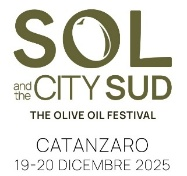 SOL
and the CITY SUD
THE OLIVE OIL FESTIVAL
CATANZARO
19-20 DICEMBRE 2025